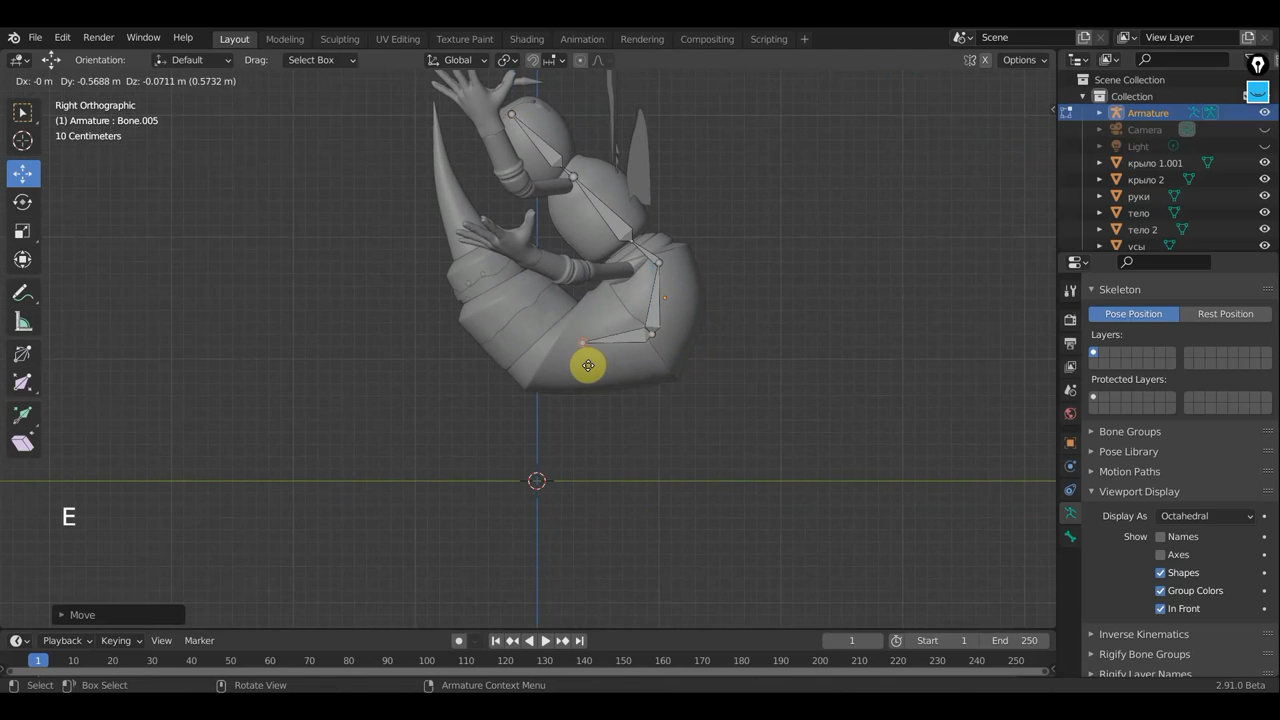 File Edit Render Window Help Layout Modeling Sculpting UV Editing Texture Paint Shading Animation Rendering Compositing Scripting + Scene View Layer
Orientation: Default Drag: Select Box Global X Options
Dx: -0 m Dy: -0.5688 m Dz: -0.0711 m (0.5732 m)
Right Orthographic
(1) Armature : Bone.005
10 Centimeters
E
Move
Scene Collection
Collection
Armature
Camera
Light
крыло 1.001
крыло 2
руки
тело
тело 2
усы
Skeleton
Pose Position Rest Position
Layers:
Protected Layers:
Bone Groups
Pose Library
Motion Paths
Viewport Display
Display As Octahedral
Show Names
Axes
Shapes
Group Colors
In Front
Inverse Kinematics
Rigify Bone Groups
Rigify Layer Names
Playback Keying View Marker 1 Start 1 End 250
1 10 20 30 40 50 60 70 80 90 100 110 120 130 140 150 160 170 180 190 200 210 220 230 240 250
Select Box Select Rotate View Armature Context Menu 2.91.0 Beta